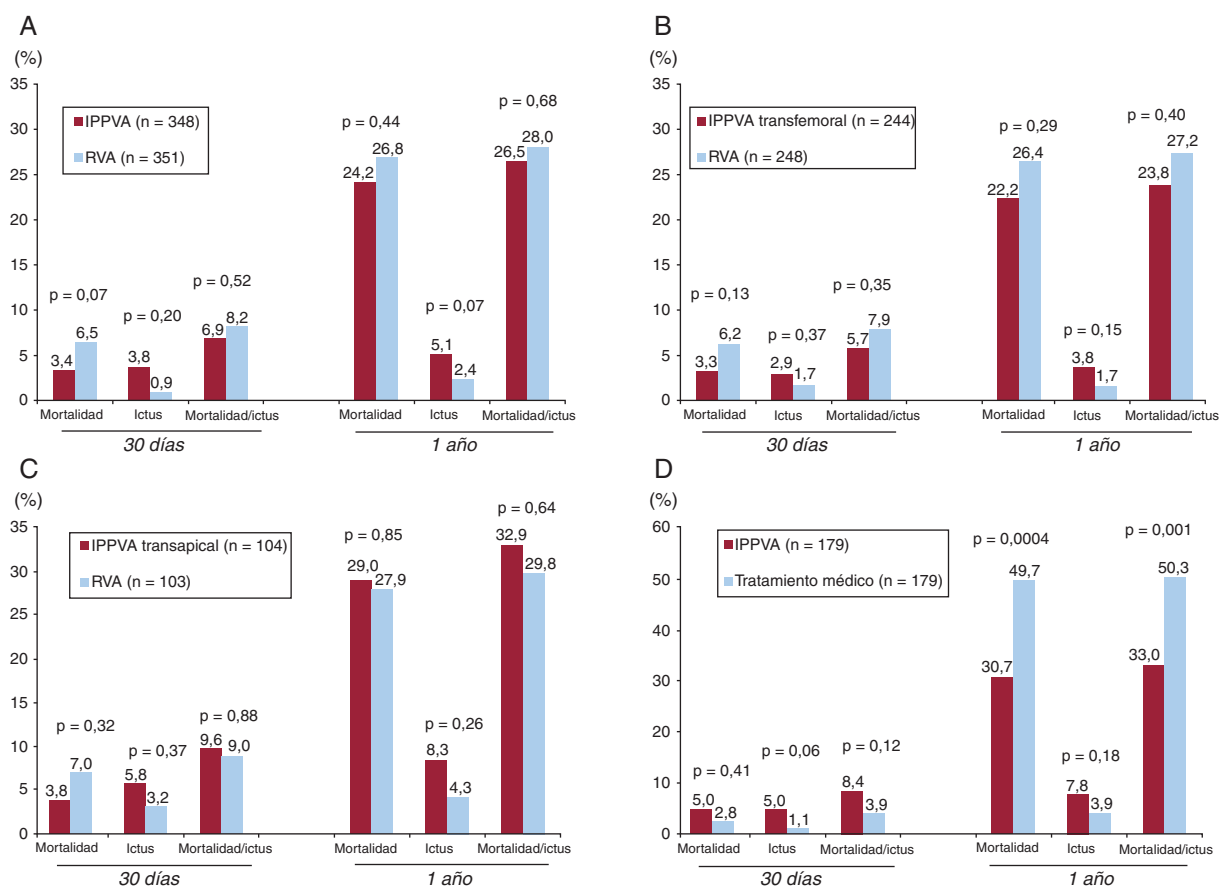 A
(%)
35
30
25
20
15
10
5
0
IPPVA (n = 348)
RVA (n = 351)
p = 0,07
3,4
6,5
p = 0,20
3,8
0,9
p = 0,52
6,9
8,2
p = 0,44
24,2
26,8
p = 0,07
5,1
2,4
p = 0,68
26,5
28,0
Mortalidad Ictus Mortalidad/ictus Mortalidad Ictus Mortalidad/ictus
30 días 1 año
B
(%)
35
30
25
20
15
10
5
0
IPPVA transfemoral (n = 244)
RVA (n = 248)
p = 0,13
3,3
6,2
p = 0,37
2,9
1,7
p = 0,35
5,7
7,9
p = 0,29
22,2
26,4
p = 0,15
3,8
1,7
p = 0,40
23,8
27,2
Mortalidad Ictus Mortalidad/ictus Mortalidad Ictus Mortalidad/ictus
30 días 1 año
C
(%)
35
30
25
20
15
10
5
0
IPPVA transapical (n = 104)
RVA (n = 103)
p = 0,32
3,8
7,0
p = 0,37
5,8
3,2
p = 0,88
9,6
9,0
p = 0,85
29,0
27,9
p = 0,26
8,3
4,3
p = 0,64
32,9
29,8
Mortalidad Ictus Mortalidad/ictus Mortalidad Ictus Mortalidad/ictus
30 días 1 año
D
(%)
60
50
40
30
20
10
0
IPPVA (n = 179)
Tratamiento médico (n = 179)
p = 0,41
5,0
2,8
p = 0,06
5,0
1,1
p = 0,12
8,4
3,9
p = 0,0004
30,7
49,7
p = 0,18
7,8
3,9
p = 0,001
33,0
50,3
Mortalidad Ictus Mortalidad/ictus Mortalidad Ictus Mortalidad/ictus
30 días 1 año